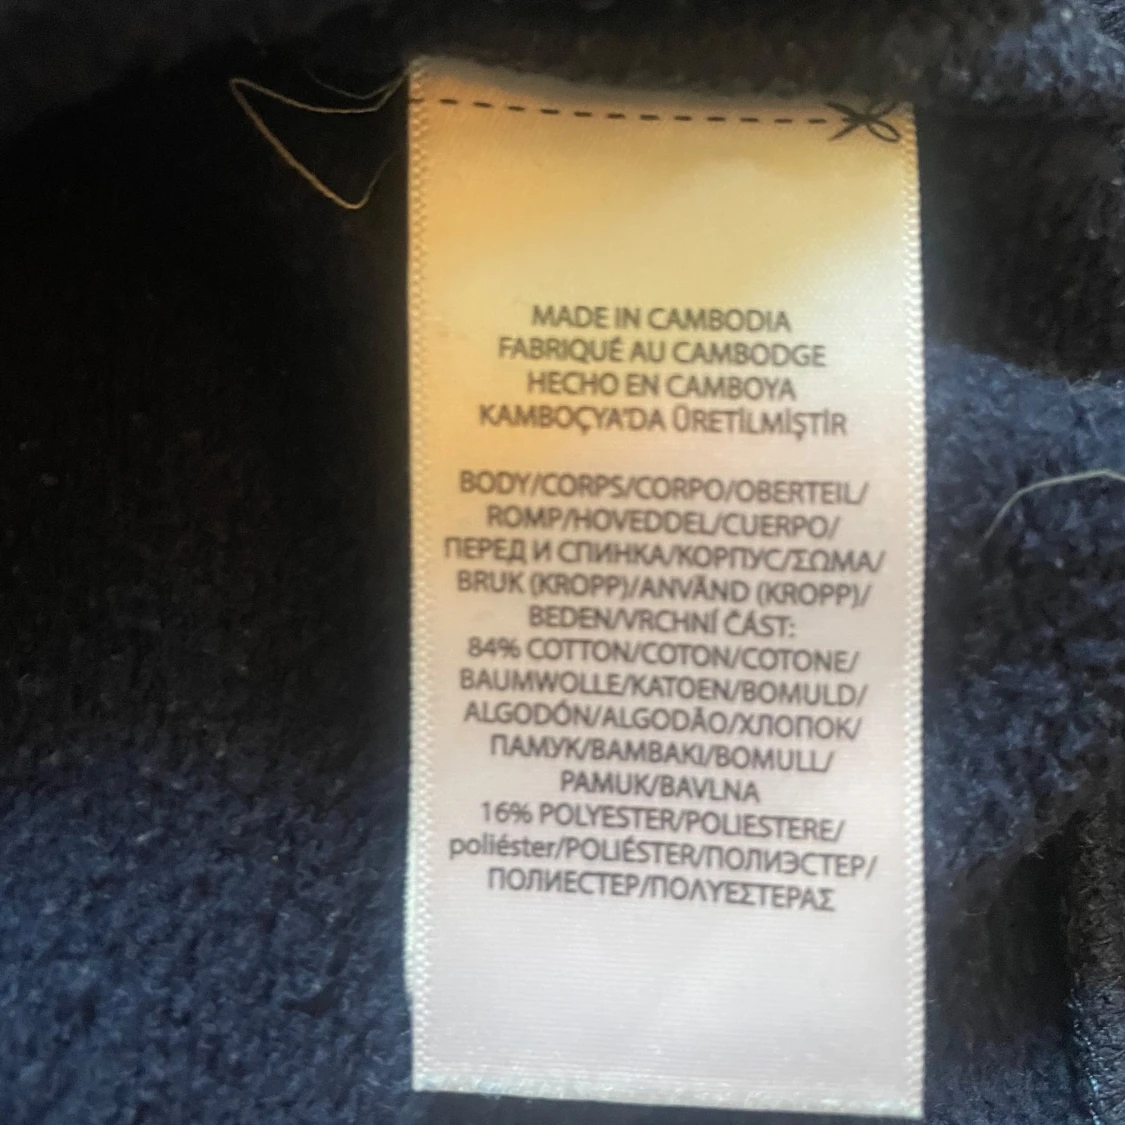 MADE IN CAMBODIA
FABRIQUÉ AU CAMBODGE
HECHO EN CAMBOYA
KAMBOÇYA'DA ÜRETİLMİŞTİR
BODY/CORPS/CORPO/OBERTEIL/
ROMP/HOVEDDEL/CUERPO/
ПЕРЕД И СПИНКА/КОРПУС/ΣΩΜΑ/
BRUK (KROPP)/ANVÄND (KROPP)/
BEDEN/VRCHNÍ ČÁST:
84% COTTON/COTON/COTONE/
BAUMWOLLE/KATOEN/BOMULD/
ALGODÓN/ALGODÃO/ХЛОПОК/
ПАМУК/ΒΑΜΒΑΚΙ/BOMULL/
PAMUK/BAVLNA
16% POLYESTER/POLIESTERE/
poliéster/POLIÉSTER/ПОЛИЭСТЕР/
ПОЛИЕСТЕР/ΠΟΛΥΕΣΤΕΡΑΣ